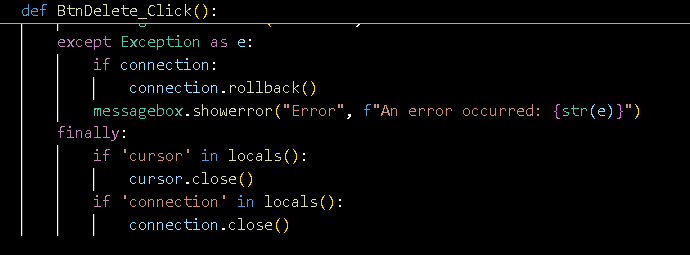 def BtnDelete_Click():
except Exception as e:
if connection:
connection.rollback()
messagebox.showerror("Error", f"An error occurred: {str(e)}")
finally:
if 'cursor' in locals():
cursor.close()
if 'connection' in locals():
connection.close()